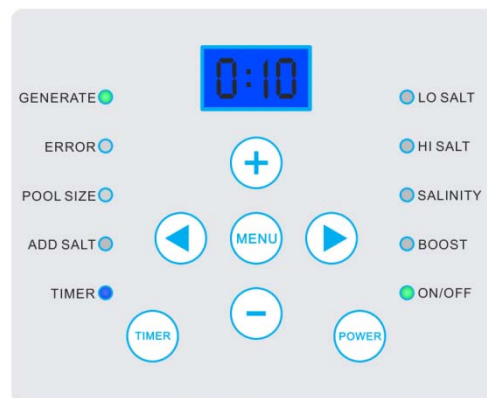 0:10
GENERATE
LO SALT
ERROR
HI SALT
+
POOL SIZE
SALINITY
ADD SALT
MENU
BOOST
TIMER
−
ON/OFF
TIMER
POWER